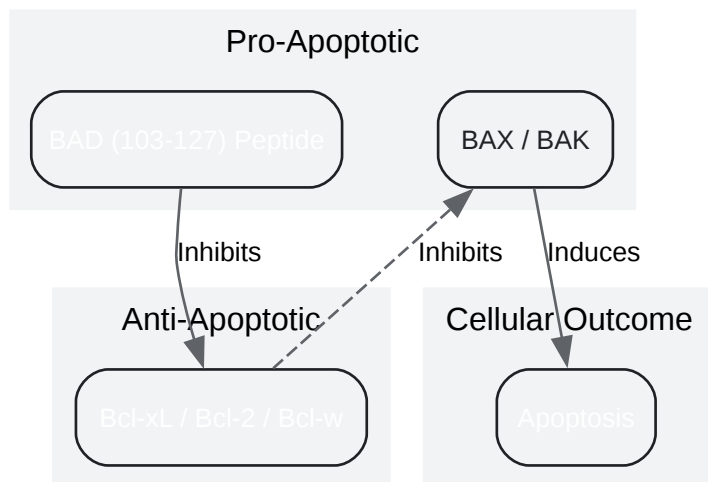 Pro-Apoptotic
BAD (103-127) Peptide
BAX / BAK
Inhibits
Inhibits
Induces
Anti-Apoptotic
Cellular Outcome
Bcl-xL / Bcl-2 / Bcl-w
Apoptosis